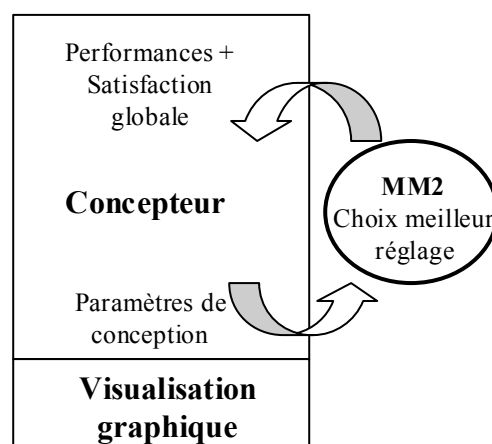 Performances +
Satisfaction
globale
Concepteur
MM2
Choix meilleur
réglage
Paramètres de
conception
Visualisation
graphique